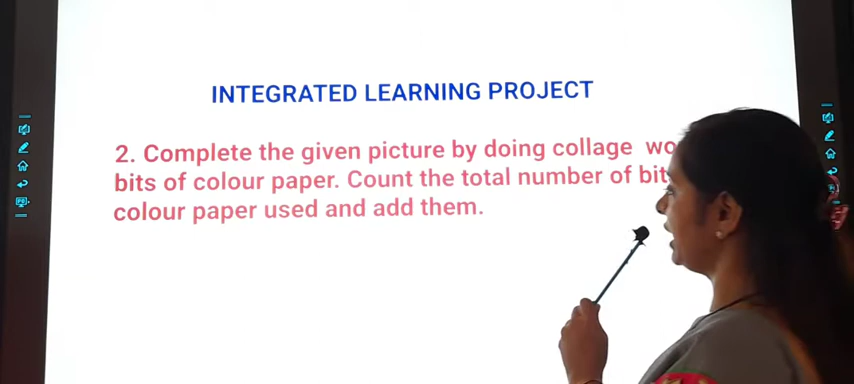 INTEGRATED LEARNING PROJECT
2. Complete the given picture by doing collage
bits of colour paper. Count the total number of
colour paper used and add them.